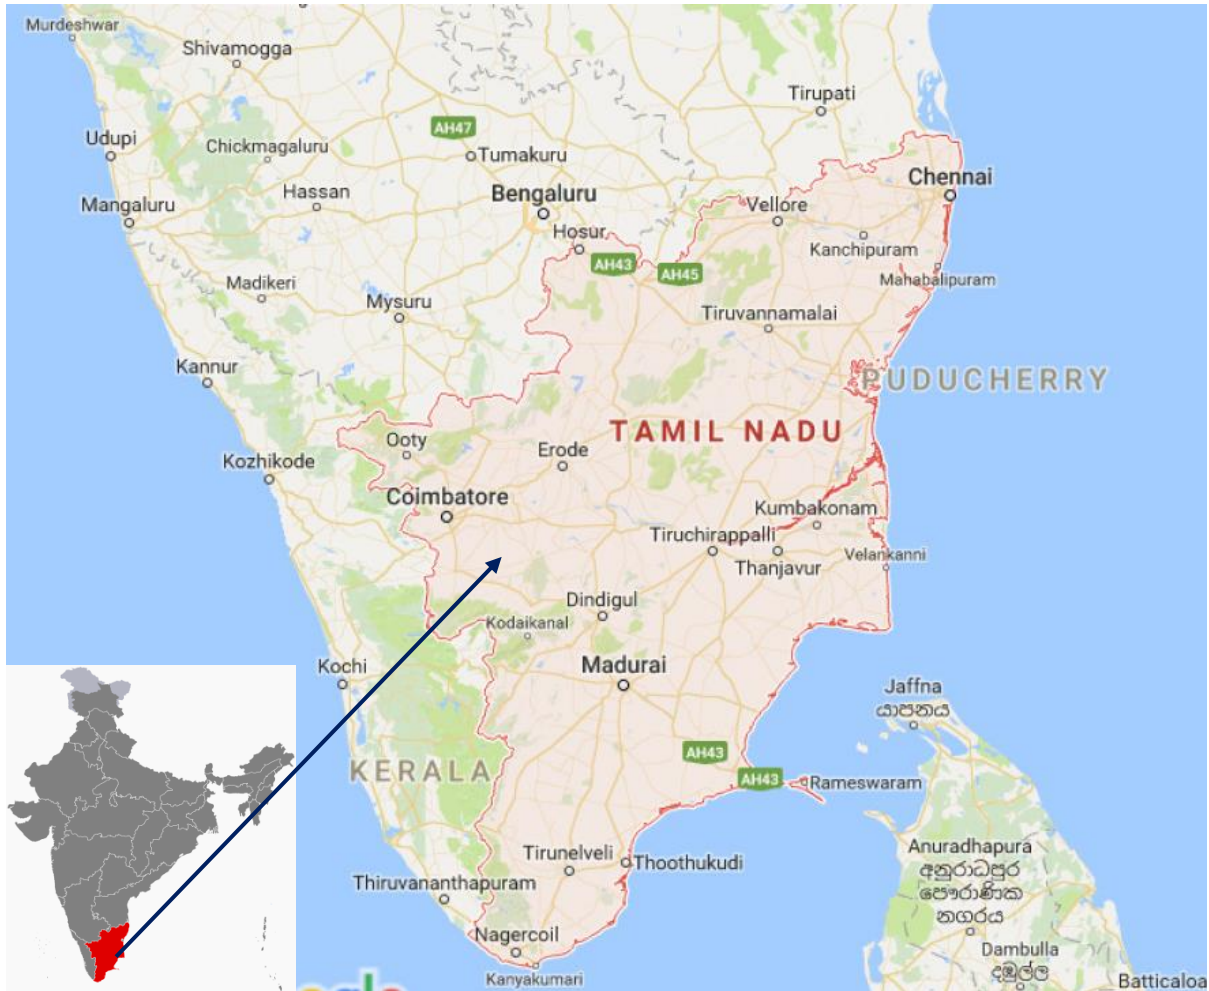 Murdeshwar
Shivamogga
Tirupati
AH47
Udupi
Chickmagaluru
Tumakuru
Chennai
Hassan
Bengaluru
Mangaluru
Vellore
Hosur
Kanchipuram
AH43
AH45
Mahabalipuram
Madikeri
Mysuru
Tiruvannamalai
Kannur
PUDUCHERRY
TAMIL NADU
Ooty
Erode
Kozhikode
Coimbatore
Kumbakonam
Tiruchirappalli
Velankanni
Thanjavur
Dindigul
Kodaikanal
Kochi
Madurai
Jaffna
යාපනය
AH43
KERALA
AH43
Rameswaram
Anuradhapura
අනුරාධපුර
පෞරාණික
නගරය
Tirunelveli
Thoothukudi
Thiruvananthapuram
Nagercoil
Dambulla
දඹුල්ල
Kanyakumari
Batticaloa